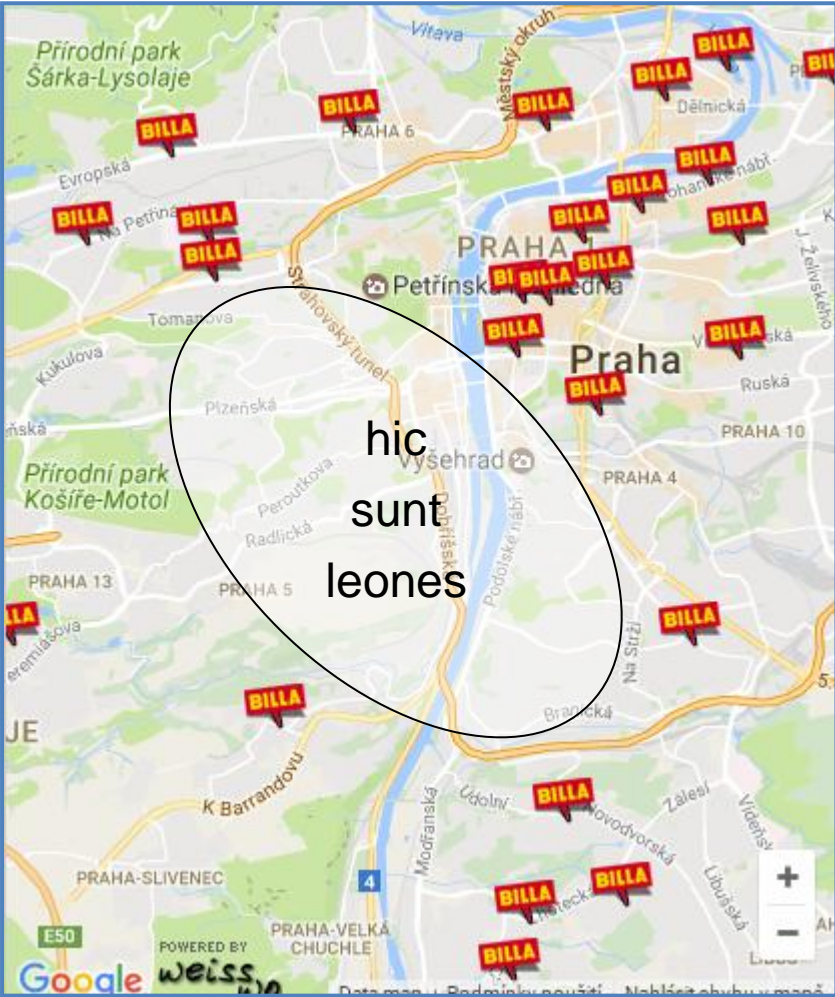 Vltava
Městský okruh
BILLA
Přírodní park
Šárka-Lysolaje
BILLA
BILLA
BILLA
BILLA
Dělnická
PRAHA 6
BILLA
Evropská
BILLA
BILLA
BILLA
BILLA
BILLA
BILLA
PRAHA 1
BILLA
BILLA
BILLA
Strahovský tunel
Tomanova
BILLA
Praha
BILLA
Kukulova
Ruská
BILLA
Plzeňská
PRAHA 10
hic
Vyšehrad
Přírodní park
Košíře-Motol
PRAHA 4
Peroutkova
sunt
Radlická
Podolské nábř.
PRAHA 13
PRAHA 5
leones
BILLA
Na Strži
BILLA
Branická
K Barrandovu
BILLA
Údolní
Zálesí
Novodvorská
Modřanská
PRAHA-SLIVENEC
4
BILLA
BILLA
Libušská
+
−
E50
PRAHA-VELKÁ
CHUCHLE
POWERED BY
weiss
BILLA
Google